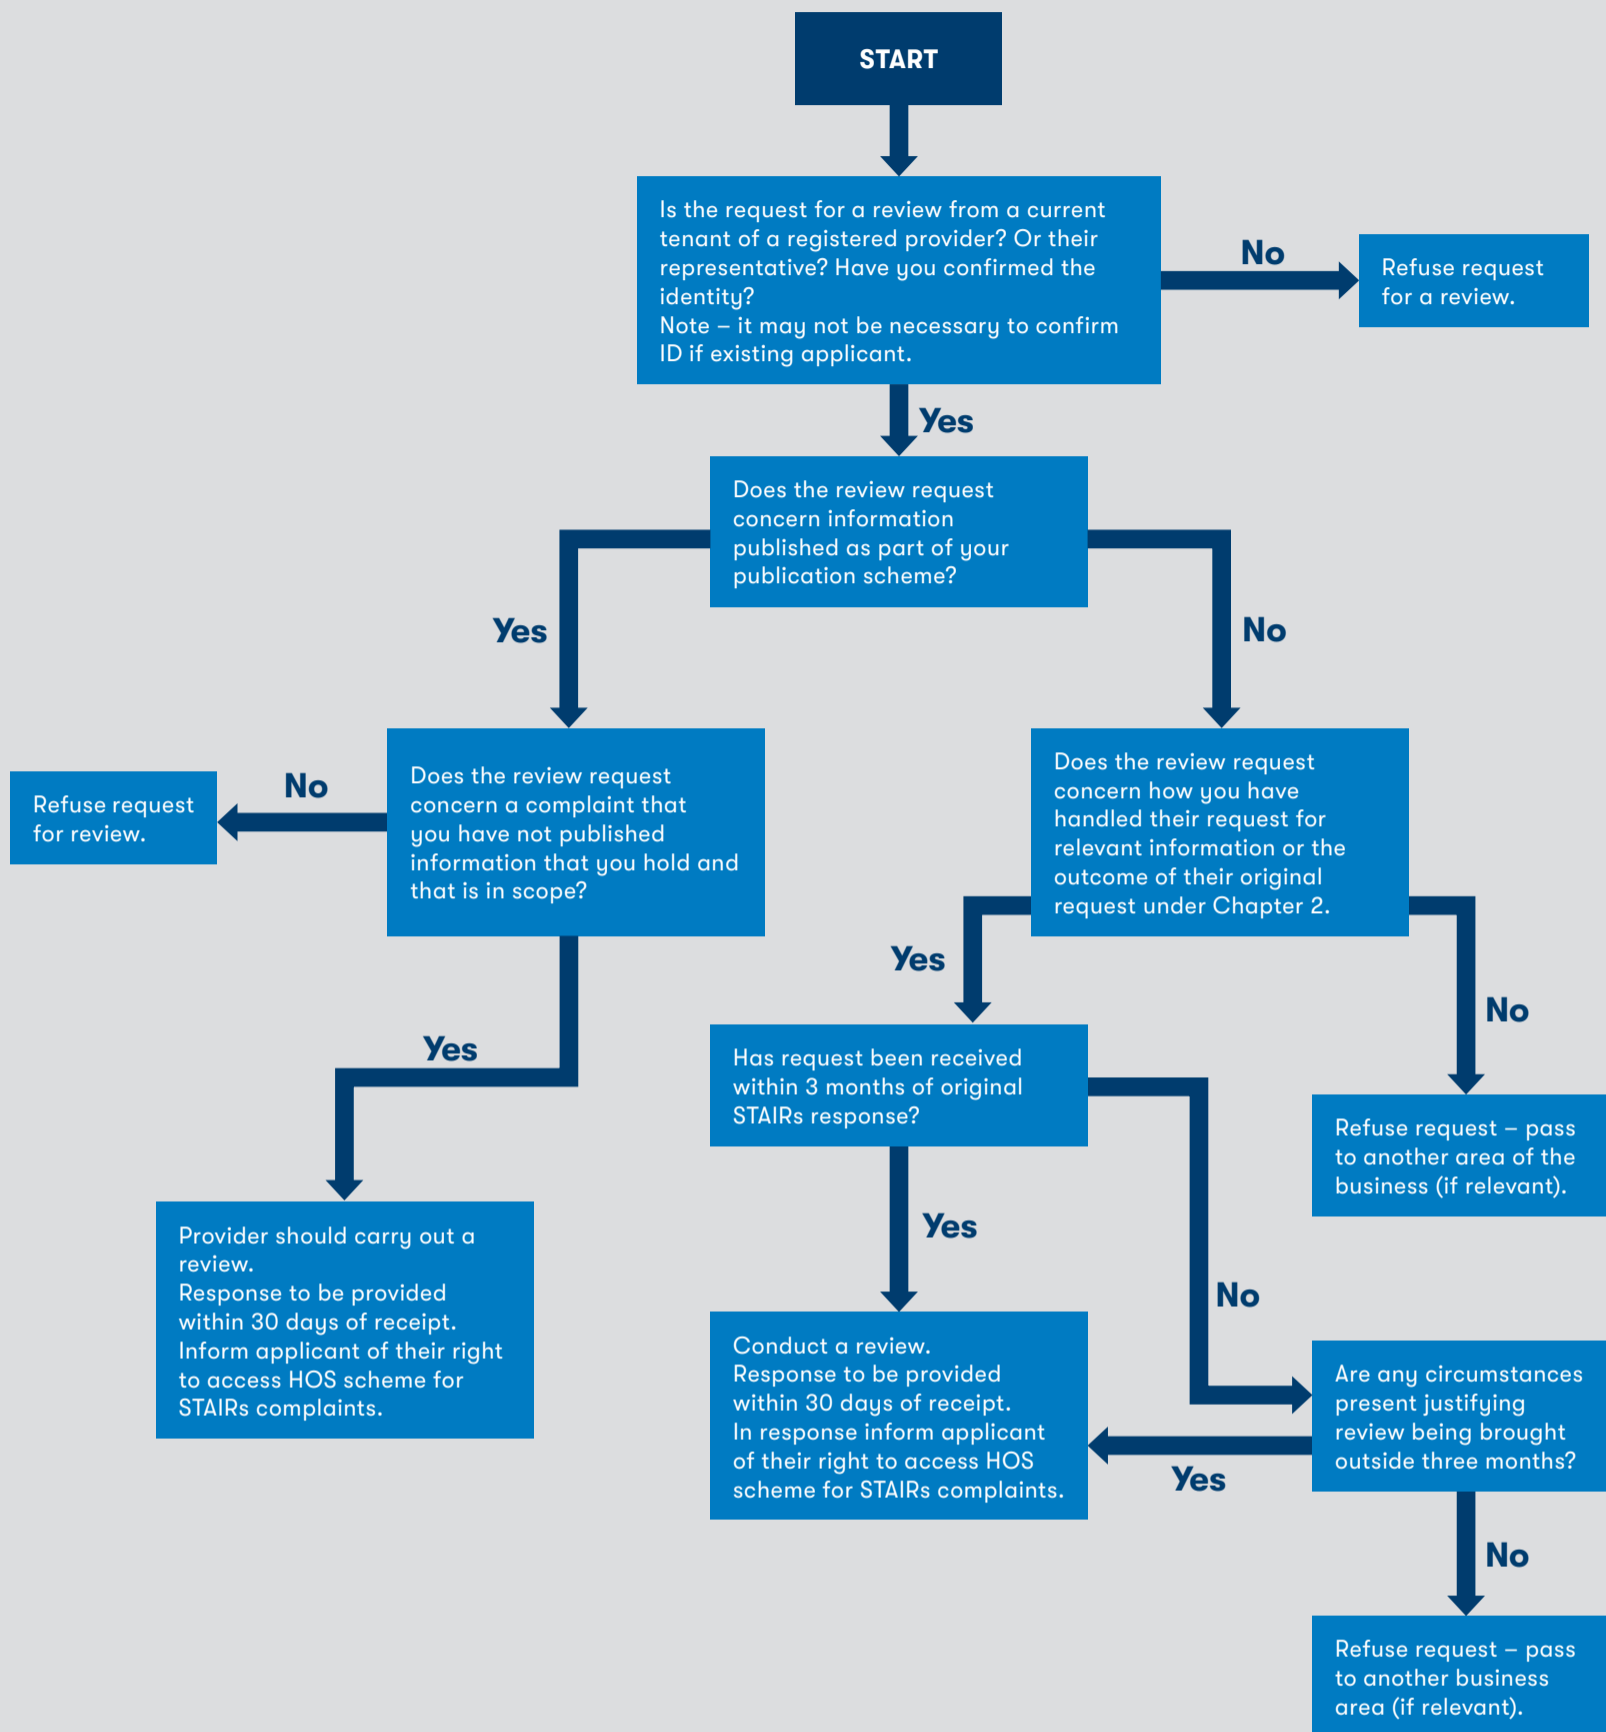 START
Is the request for a review from a current
tenant of a registered provider? Or their
representative? Have you confirmed the
identity?
Note – it may not be necessary to confirm
ID if existing applicant.
No
Refuse request
for a review.
Yes
Does the review request
concern information
published as part of your
publication scheme?
Yes
No
Does the review request
concern a complaint that
you have not published
information that you hold and
that is in scope?
No
Refuse request
for review.
Does the review request
concern how you have
handled their request for
relevant information or the
outcome of their original
request under Chapter 2.
Yes
No
Yes
Has request been received
within 3 months of original
STAIRs response?
Refuse request – pass
to another area of the
business (if relevant).
Provider should carry out a
review.
Response to be provided
within 30 days of receipt.
Inform applicant of their right
to access HOS scheme for
STAIRs complaints.
Yes
No
Conduct a review.
Response to be provided
within 30 days of receipt.
In response inform applicant
of their right to access HOS
scheme for STAIRs complaints.
Are any circumstances
present justifying
review being brought
outside three months?
Yes
No
Refuse request – pass
to another business
area (if relevant).